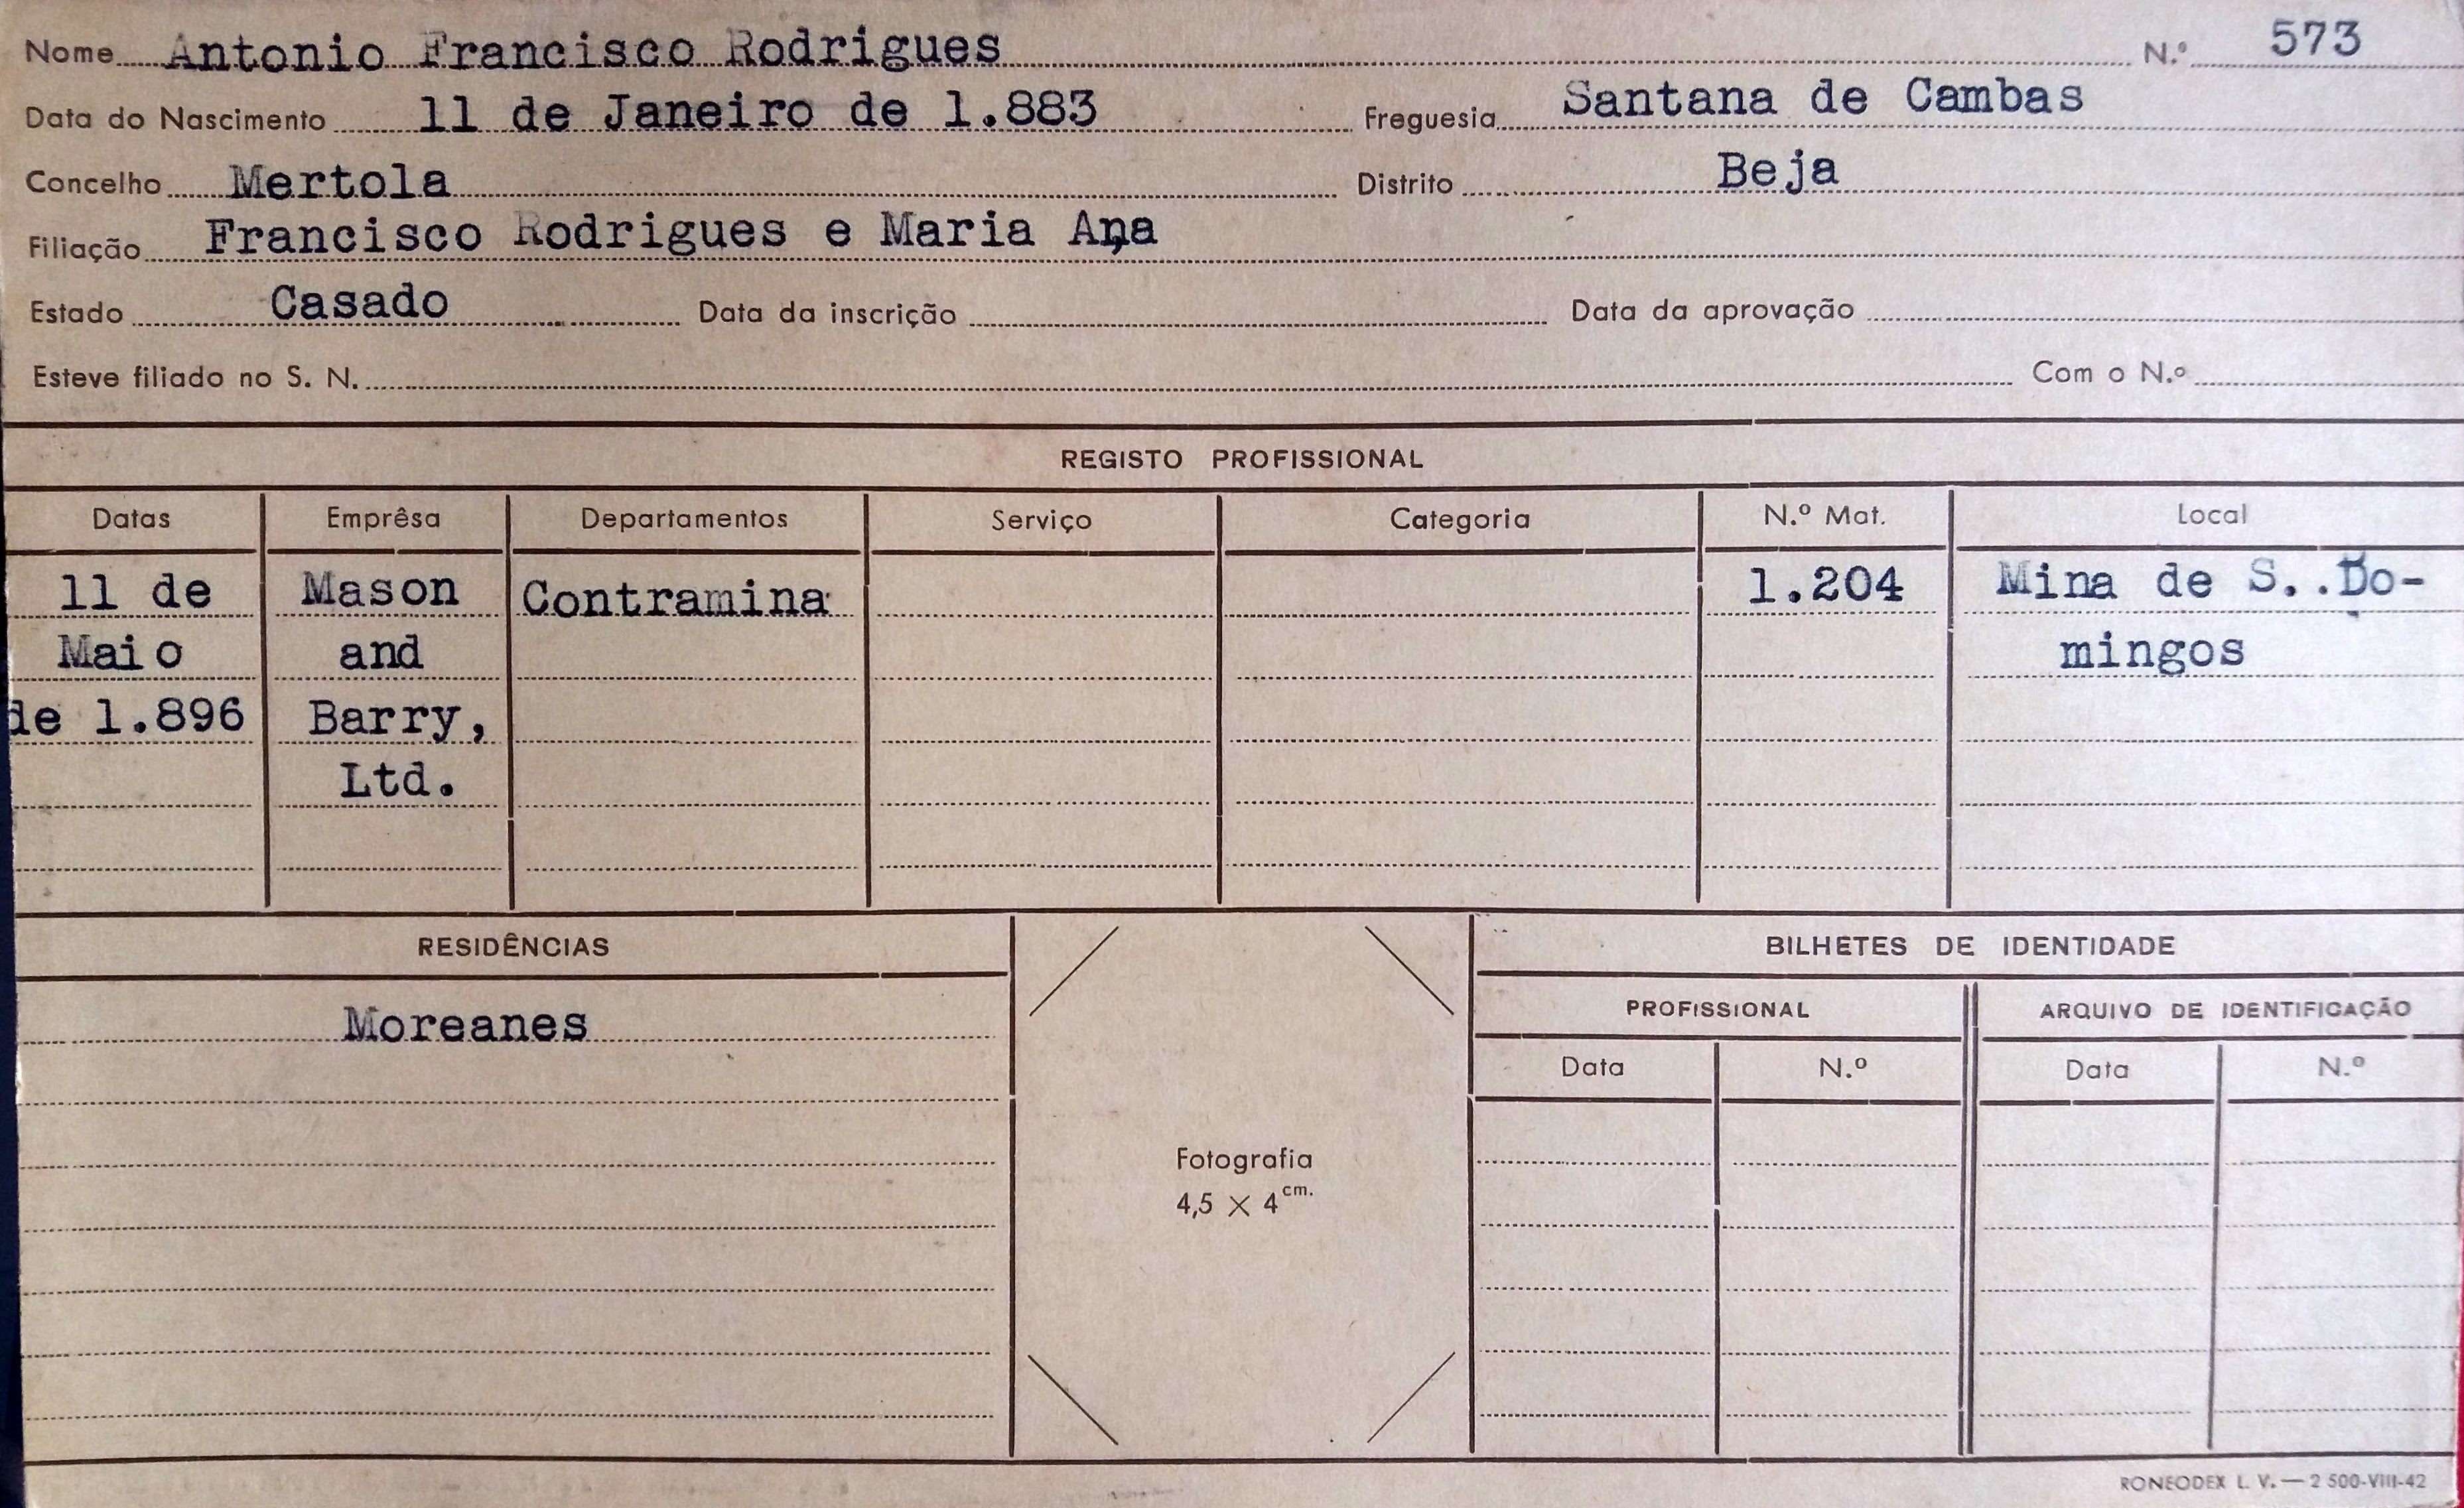 Nome Antonio Francisco Rodrigues N.º 573
Data do Nascimento 11 de Janeiro de 1.883 Freguesia Santana de Cambas
Concelho Mertola Distrito Beja
Filiação Francisco Rodrigues e Maria Ana
Estado Casado Data da inscrição Data da aprovação
Esteve filiado no S. N. Com o N.º
REGISTO PROFISSIONAL
Datas Emprêsa Departamentos Serviço Categoria N.º Mat. Local
11 de Mason Contramina 1.204 Mina de S..Do-
Maio and mingos
de 1.896 Barry,
Ltd.
RESIDÊNCIAS BILHETES DE IDENTIDADE
PROFISSIONAL ARQUIVO DE IDENTIFICAÇÃO
Moreanes
Data N.º Data N.º
Fotografia
4,5 × 4 cm.
RONEODEX L. V. — 2 500-VIII-42